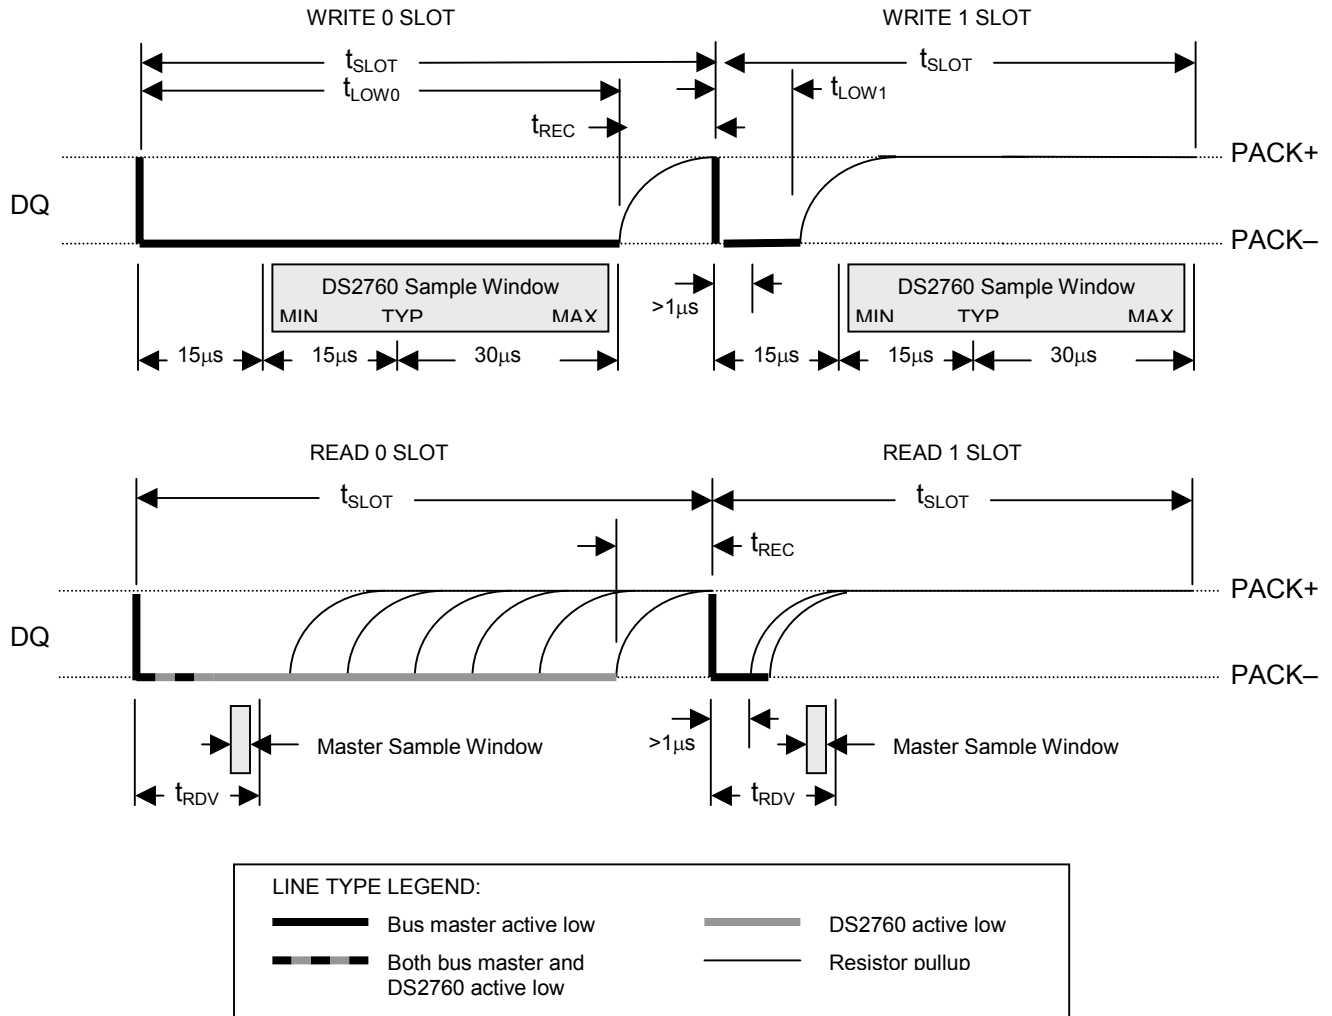 WRITE 0 SLOT WRITE 1 SLOT
tSLOT tSLOT
tLOW0 tLOW1
tREC
PACK+
DQ
PACK–
DS2760 Sample Window >1µs DS2760 Sample Window
MIN TYP MAX MIN TYP MAX
15µs 15µs 30µs 15µs 15µs 30µs
READ 0 SLOT READ 1 SLOT
tSLOT tSLOT
tREC
PACK+
DQ
PACK–
Master Sample Window >1µs Master Sample Window
tRDV tRDV
LINE TYPE LEGEND:
Bus master active low DS2760 active low
Both bus master and Resistor pullup
DS2760 active low